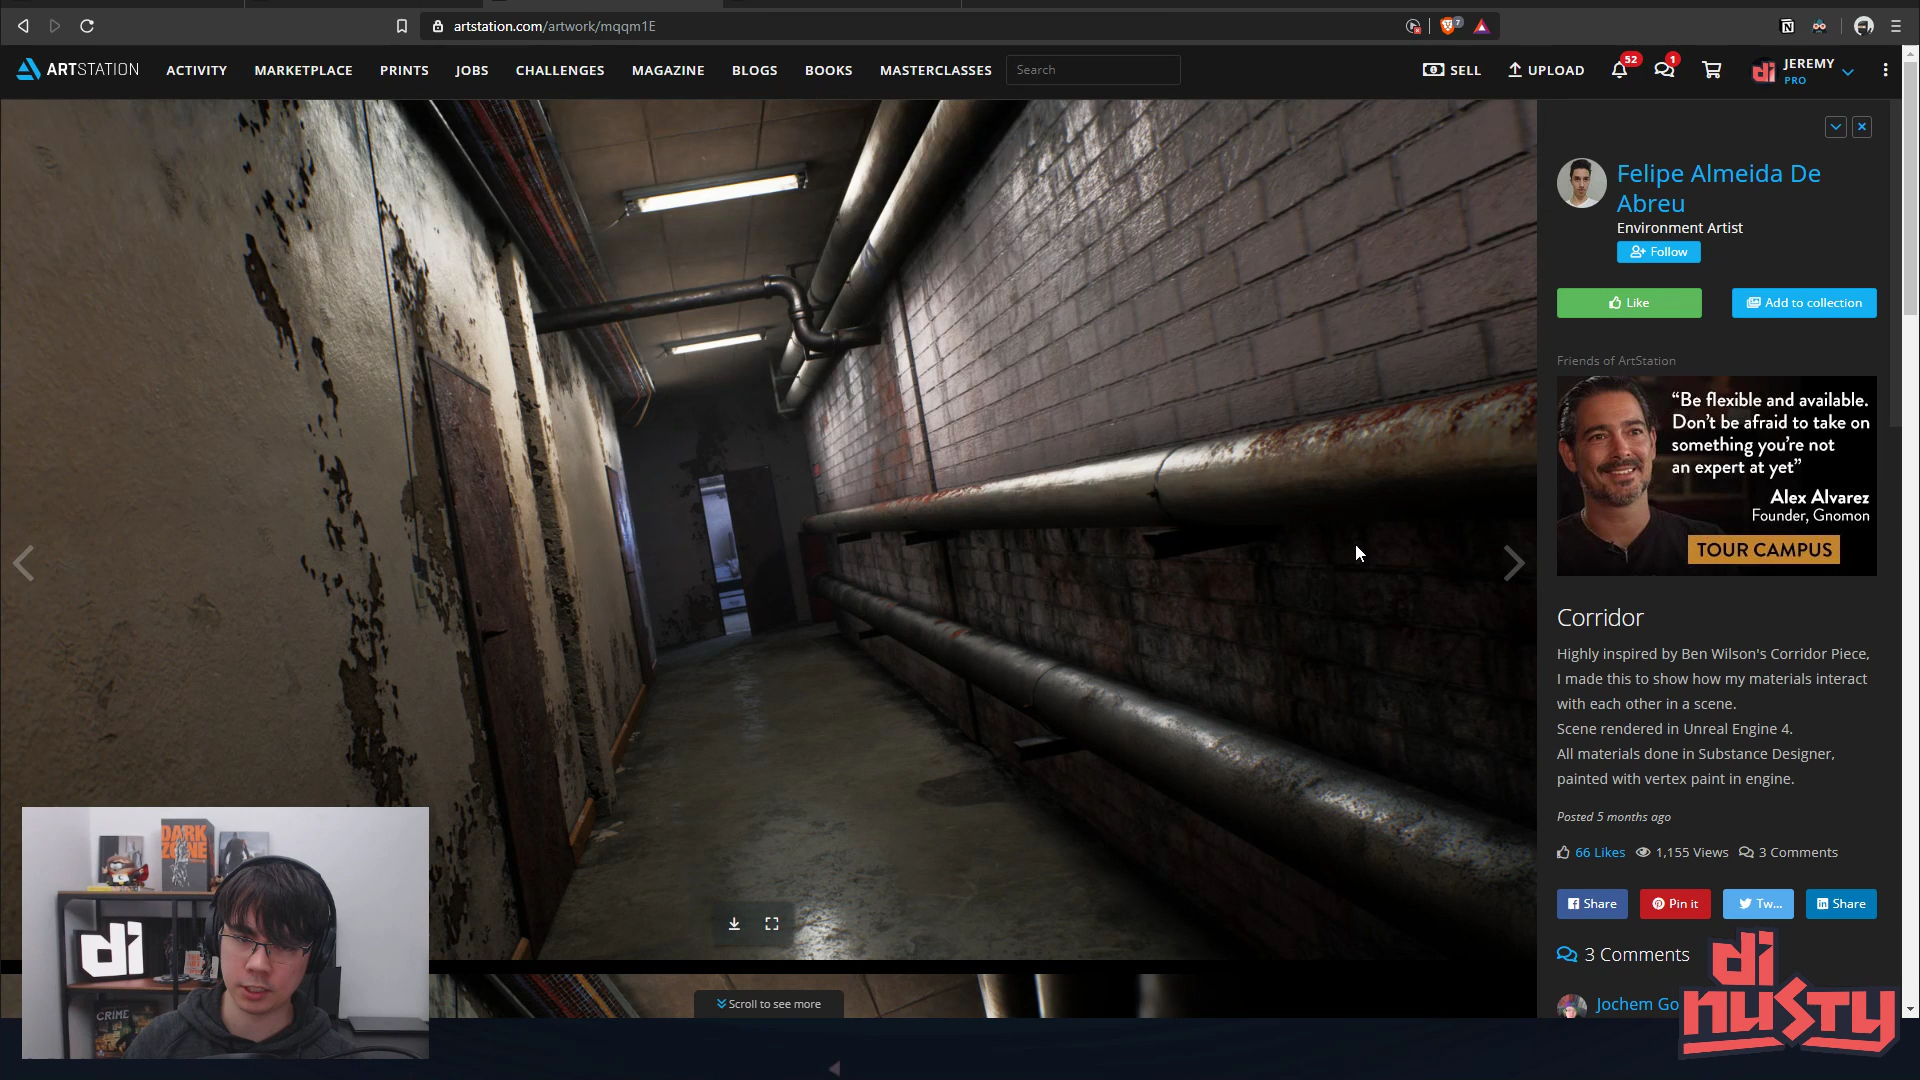 artstation.com/artwork/mqqm1E
7
ARTSTATION
ACTIVITY
MARKETPLACE
PRINTS
JOBS
CHALLENGES
MAGAZINE
BLOGS
BOOKS
MASTERCLASSES
Search
SELL
UPLOAD
52
1
JEREMY
PRO
Felipe Almeida De
Abreu
Environment Artist
Follow
Like
Add to collection
Friends of ArtStation
“Be flexible and available.
Don’t be afraid to take on
something you’re not
an expert at yet”
Alex Alvarez
Founder, Gnomon
TOUR CAMPUS
Corridor
Highly inspired by Ben Wilson's Corridor Piece,
I made this to show how my materials interact
with each other in a scene.
Scene rendered in Unreal Engine 4.
All materials done in Substance Designer,
painted with vertex paint in engine.
Posted 5 months ago
66 Likes
1,155 Views
3 Comments
Share
Pin it
Tw...
Share
3 Comments
Jochem Go
Scroll to see more
DARK
ZONE
di
CRIME
di
nusty